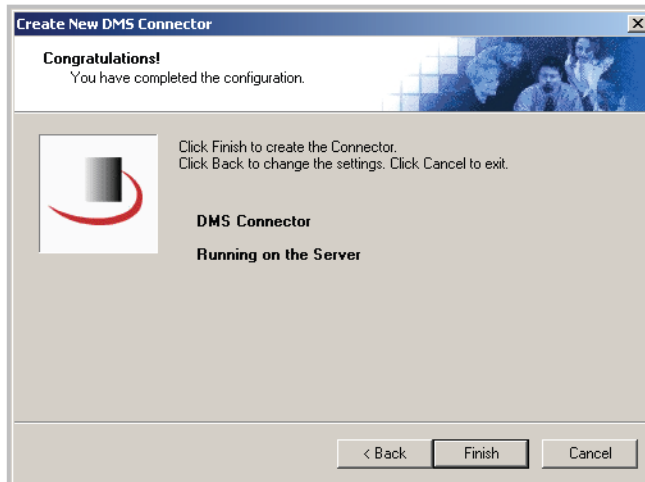 Create New DMS Connector
Congratulations!
You have completed the configuration.
Click Finish to create the Connector.
Click Back to change the settings. Click Cancel to exit.
DMS Connector
Running on the Server
< Back
Finish
Cancel